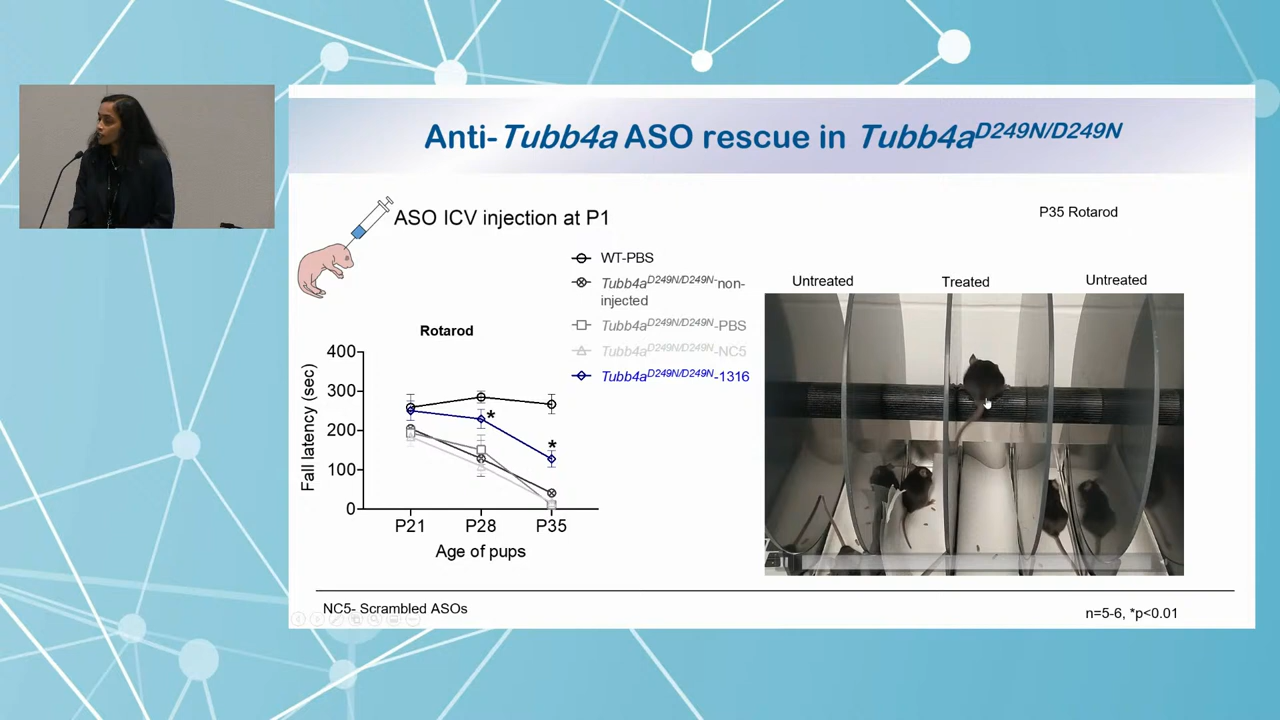 Anti-Tubb4a ASO rescue in Tubb4aD249N/D249N
ASO ICV injection at P1
P35 Rotarod
WT-PBS
Tubb4aD249N/D249N-non-
injected
Tubb4aD249N/D249N-PBS
Tubb4aD249N/D249N-NC5
Tubb4aD249N/D249N-1316
Untreated
Treated
Untreated
Rotarod
Fall latency (sec)
400
300
200
100
0
*
*
P21
P28
P35
Age of pups
NC5- Scrambled ASOs
n=5-6, *p<0.01